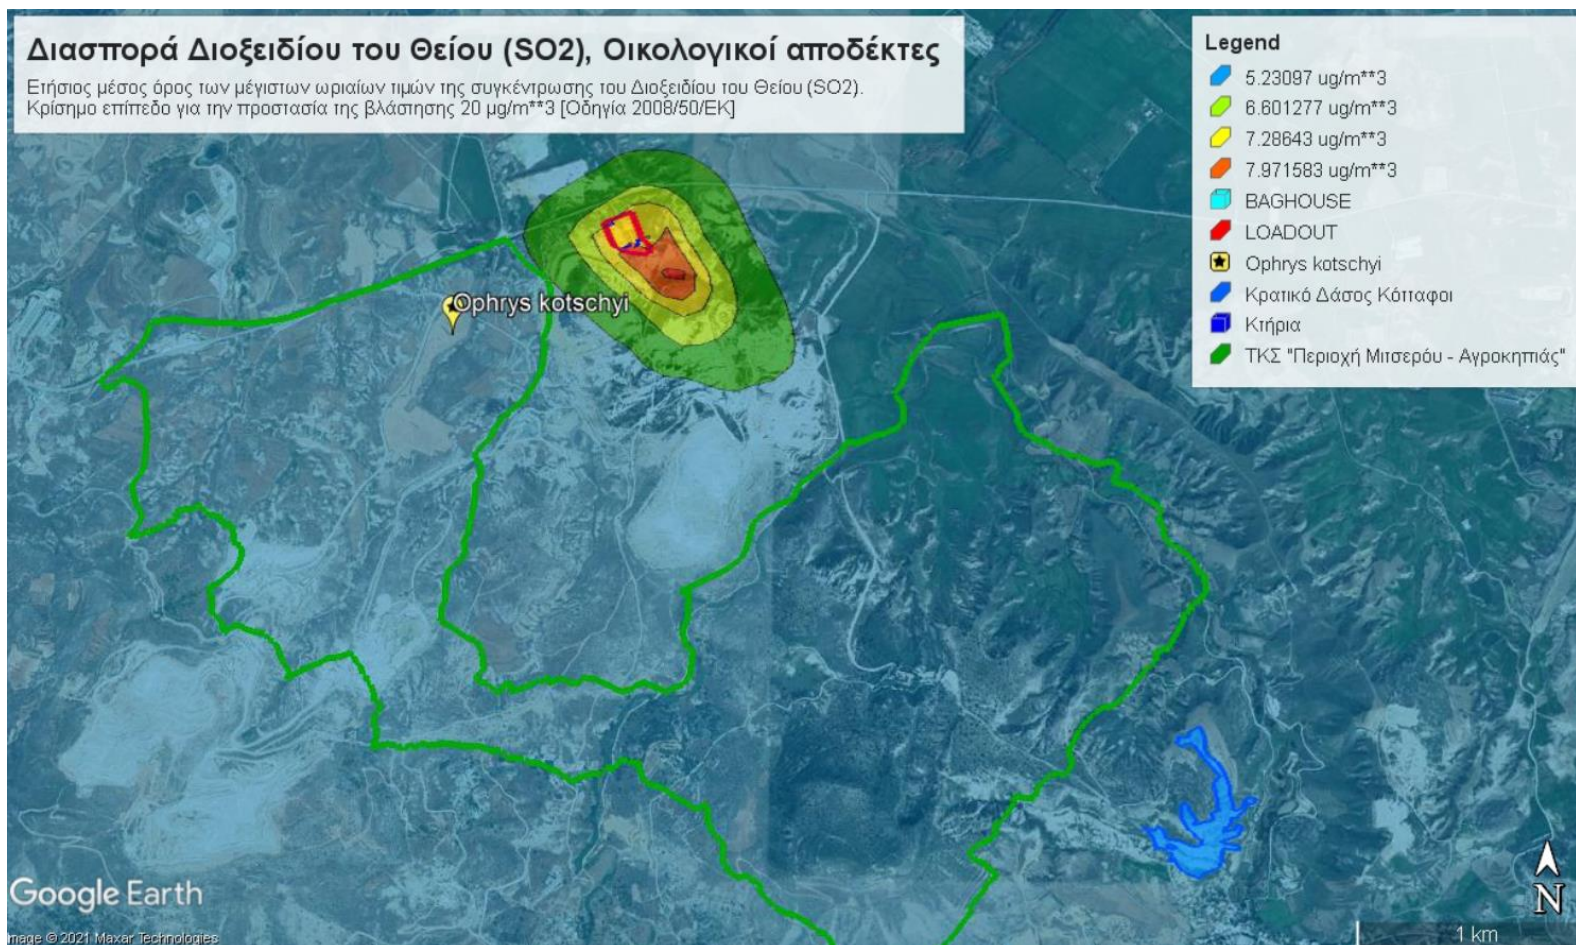 Διασπορά Διοξειδίου του Θείου (SO2), Οικολογικοί αποδέκτες
Ετήσιος μέσος όρος των μέγιστων ωριαίων τιμών της συγκέντρωσης του Διοξειδίου του Θείου (SO2).
Κρίσημο επίπεδο για την προστασία της βλάστησης 20 μg/m**3 [Οδηγία 2008/50/ΕΚ]
Legend
5.23097 ug/m**3
6.601277 ug/m**3
7.28643 ug/m**3
7.971583 ug/m**3
BAGHOUSE
LOADOUT
Ophrys kotschyi
Κρατικό Δάσος Κότταφοι
Κτήρια
ΤΚΣ "Περιοχή Μιτσερόυ - Αγροκηπιάς"
Ophrys kotschyi
Google Earth
N
mage © 2021 Maxar Technologies
1 km